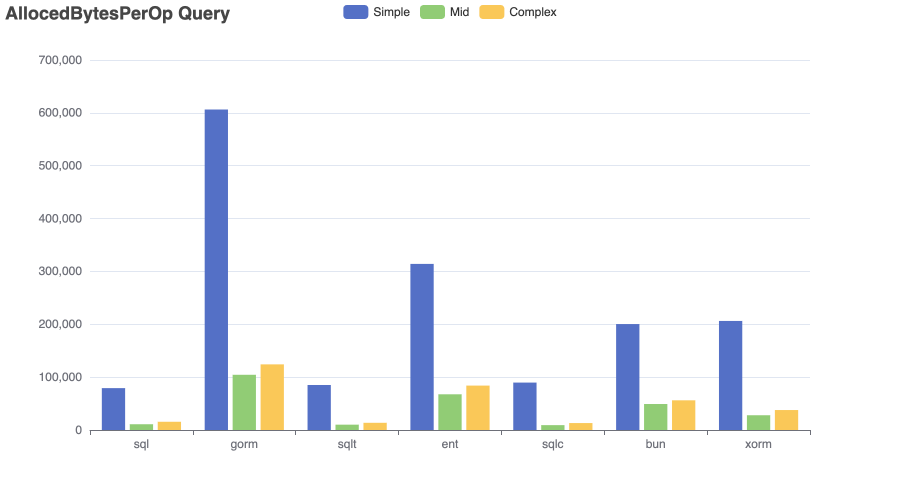 AllocedBytesPerOp Query
Simple Mid Complex
700,000
600,000
500,000
400,000
300,000
200,000
100,000
0
sql gorm sqlt ent sqlc bun xorm